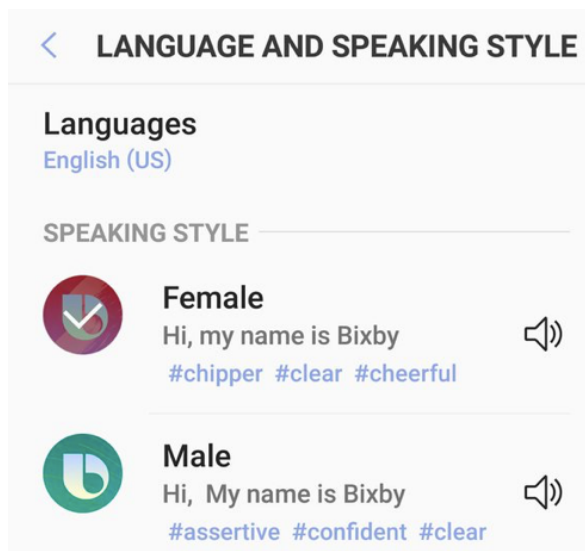 LANGUAGE AND SPEAKING STYLE
Languages
English (US)
SPEAKING STYLE
Female
Hi, my name is Bixby
#chipper #clear #cheerful
Male
Hi, My name is Bixby
#assertive #confident #clear